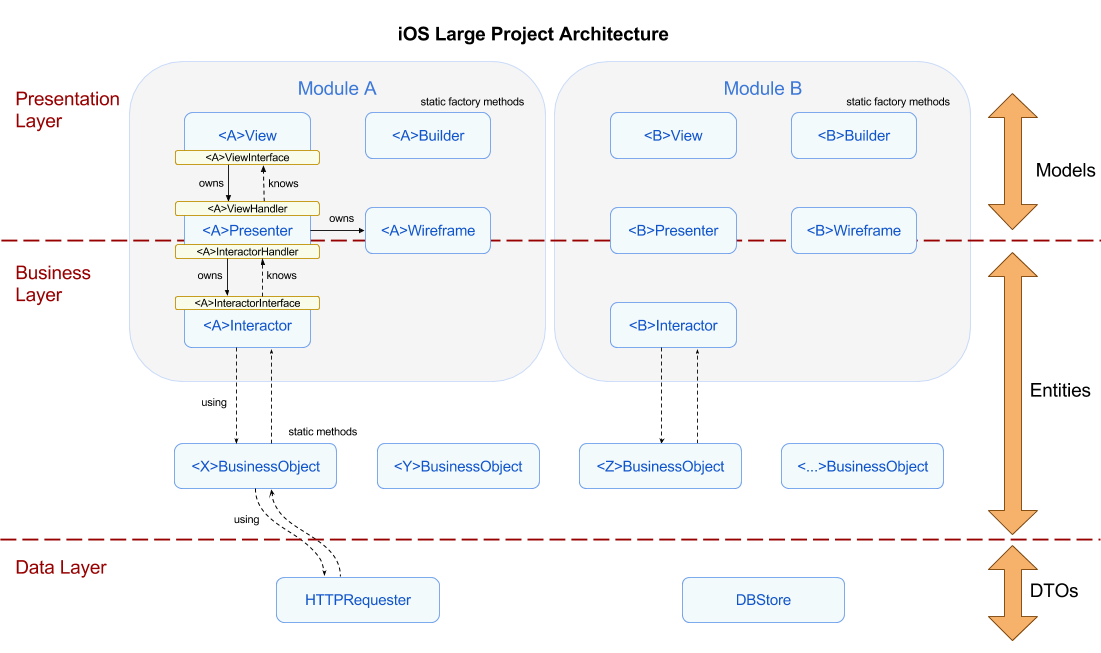 iOS Large Project Architecture
Presentation
Layer
Module A
static factory methods
<A>View
<A>ViewInterface
<A>Builder
owns
knows
<A>ViewHandler
<A>Presenter
owns
<A>Wireframe
<A>InteractorHandler
owns
knows
<A>InteractorInterface
<A>Interactor
Module B
static factory methods
<B>View
<B>Builder
<B>Presenter
<B>Wireframe
<B>Interactor
Models
Business
Layer
using
static methods
<X>BusinessObject
<Y>BusinessObject
<Z>BusinessObject
<...>BusinessObject
Entities
using
Data Layer
HTTPRequester
DBStore
DTOs